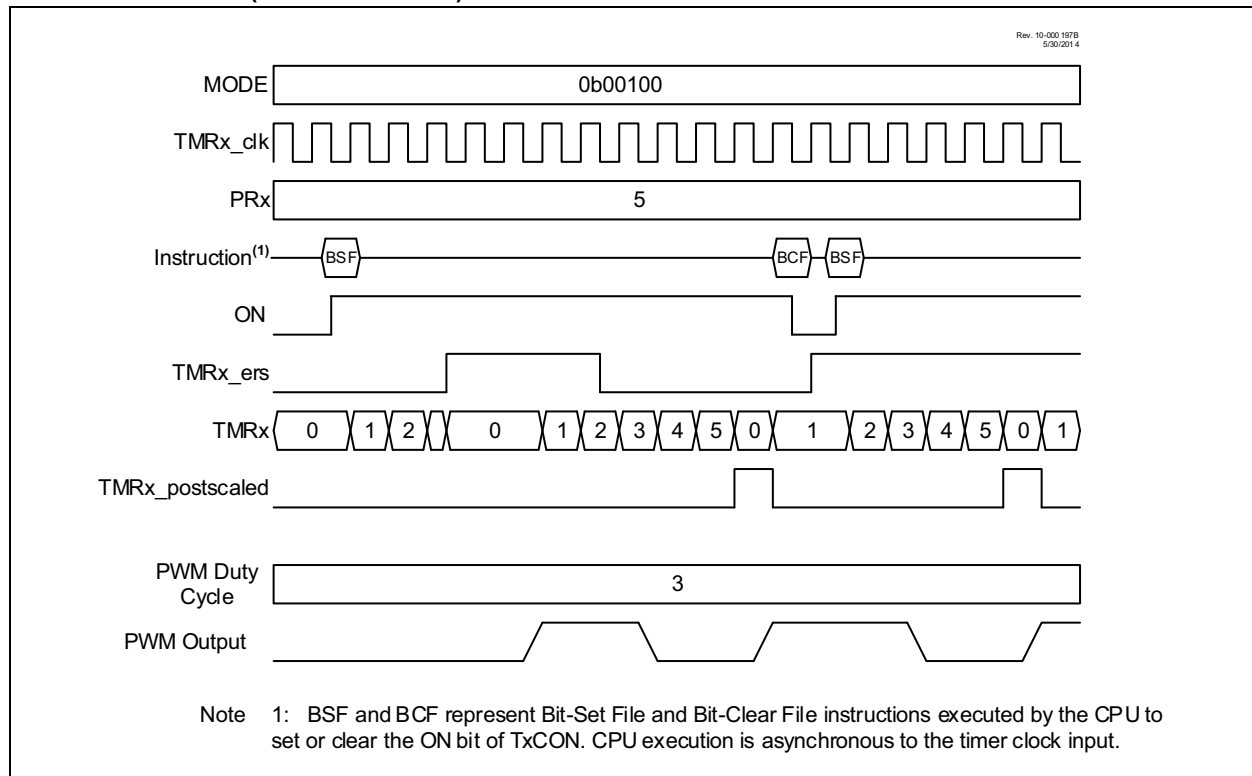 Rev. 10-000 197B
5/30/2014
MODE 0b00100
TMRx_clk
PRx 5
Instruction(1) BSF BCF BSF
ON
TMRx_ers
TMRx 0 1 2 0 1 2 3 4 5 0 1 2 3 4 5 0 1
TMRx_postscaled
PWM Duty
Cycle
3
PWM Output
Note 1: BSF and BCF represent Bit-Set File and Bit-Clear File instructions executed by the CPU to
set or clear the ON bit of TxCON. CPU execution is asynchronous to the timer clock input.